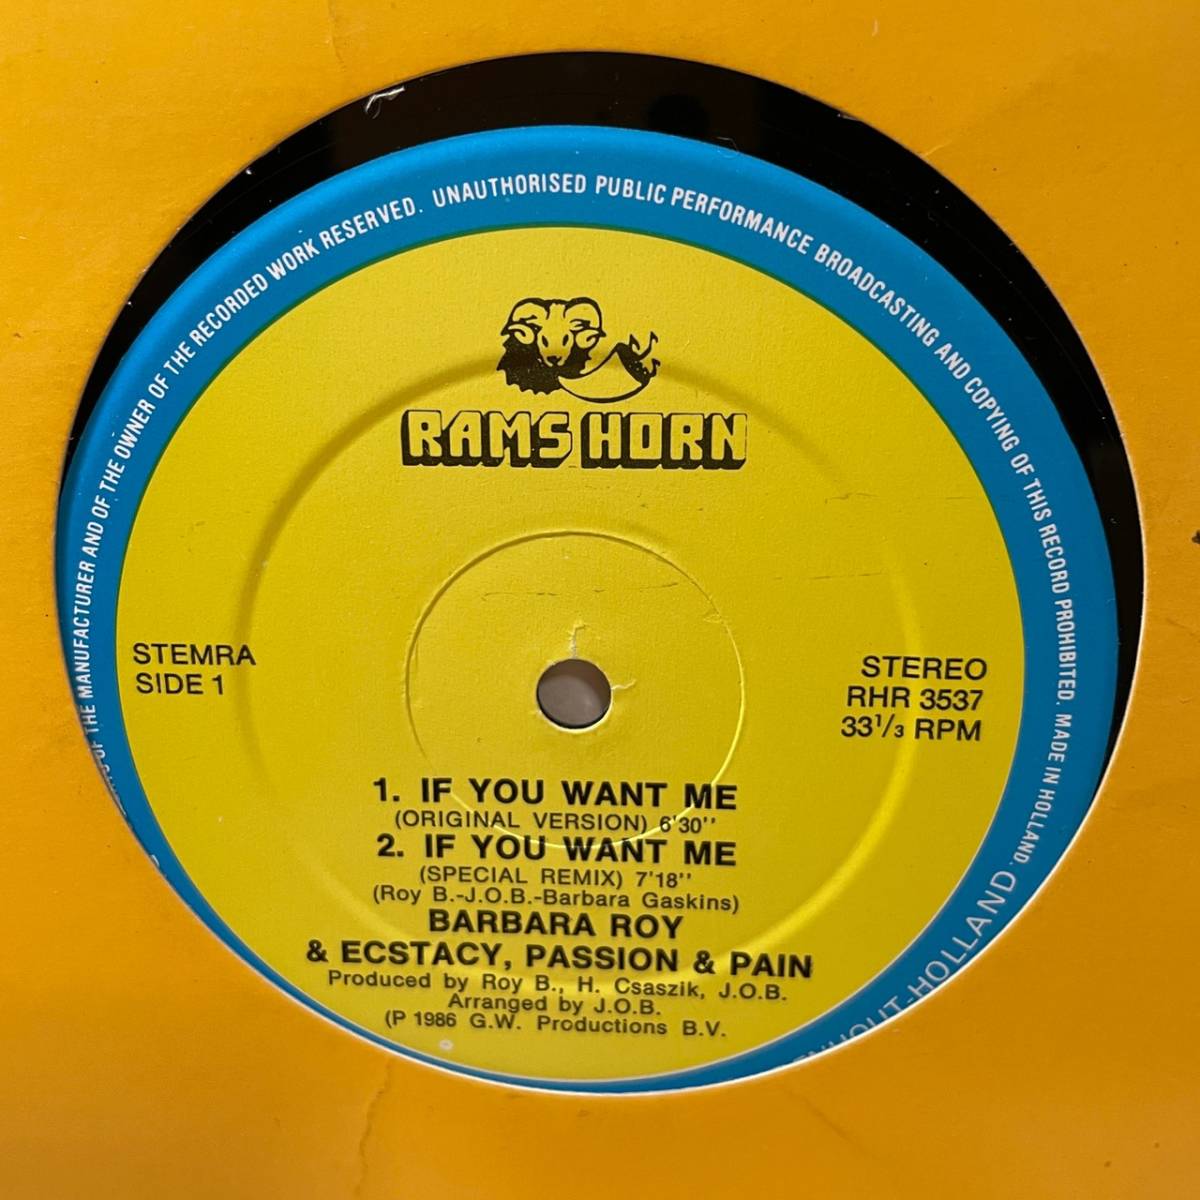 OF THE MANUFACTURER AND OF THE OWNER OF THE RECORDED WORK RESERVED. UNAUTHORISED PUBLIC PERFORMANCE BROADCASTING AND COPYING OF THIS RECORD PROHIBITED. MADE IN HOLLAND.
RAMS HORN
STEMRA
SIDE 1
STEREO
RHR 3537
33 1/3 RPM
1. IF YOU WANT ME
(ORIGINAL VERSION) 6'30''
2. IF YOU WANT ME
(SPECIAL REMIX) 7'18''
(Roy B.-J.O.B.-Barbara Gaskins)
BARBARA ROY
& ECSTACY, PASSION & PAIN
Produced by Roy B., H. Csaszik, J.O.B.
Arranged by J.O.B.
(P 1986 G.W. Productions B.V.
HOUT-HOLLAND